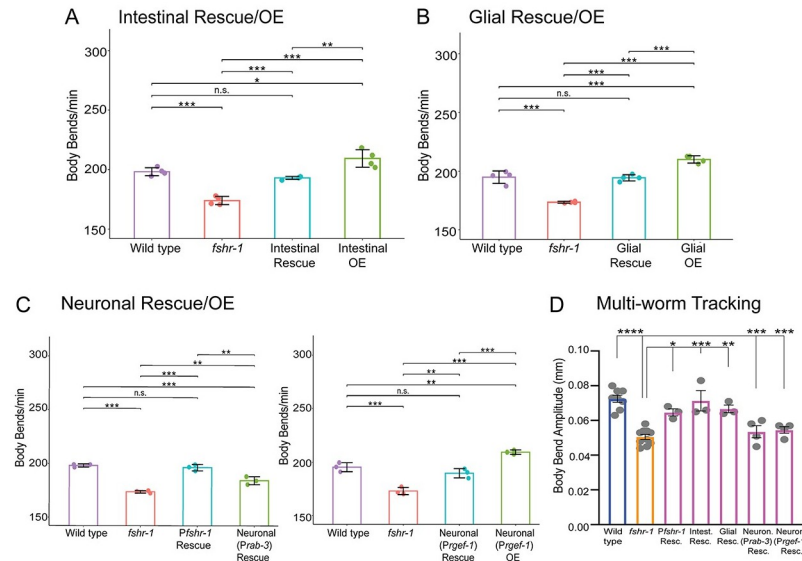 A Intestinal Rescue/OE
300
250
200
150
Body Bends/min
**
***
***
*
n.s.
***
Wild type fshr-1 Intestinal Rescue Intestinal OE
B Glial Rescue/OE
300
250
200
150
Body Bends/min
***
***
***
***
n.s.
***
Wild type fshr-1 Glial Rescue Glial OE
C Neuronal Rescue/OE
300
250
200
150
Body Bends/min
**
**
***
***
n.s.
***
Wild type fshr-1 Pfshr-1 Rescue Neuronal (Prab-3) Rescue
300
250
200
150
Body Bends/min
***
***
**
**
n.s.
***
Wild type fshr-1 Neuronal (Prgef-1) Rescue Neuronal (Prgef-1) OE
D Multi-worm Tracking
**** *** ***
* *** **
0.10
0.08
0.06
0.04
0.02
0.00
Body Bend Amplitude (mm)
Wild type fshr-1 Pfshr-1 Resc. Intest. Resc. Glial Resc. Neuron. (Prab-3) Resc. Neuron (Prgef-1 Resc.